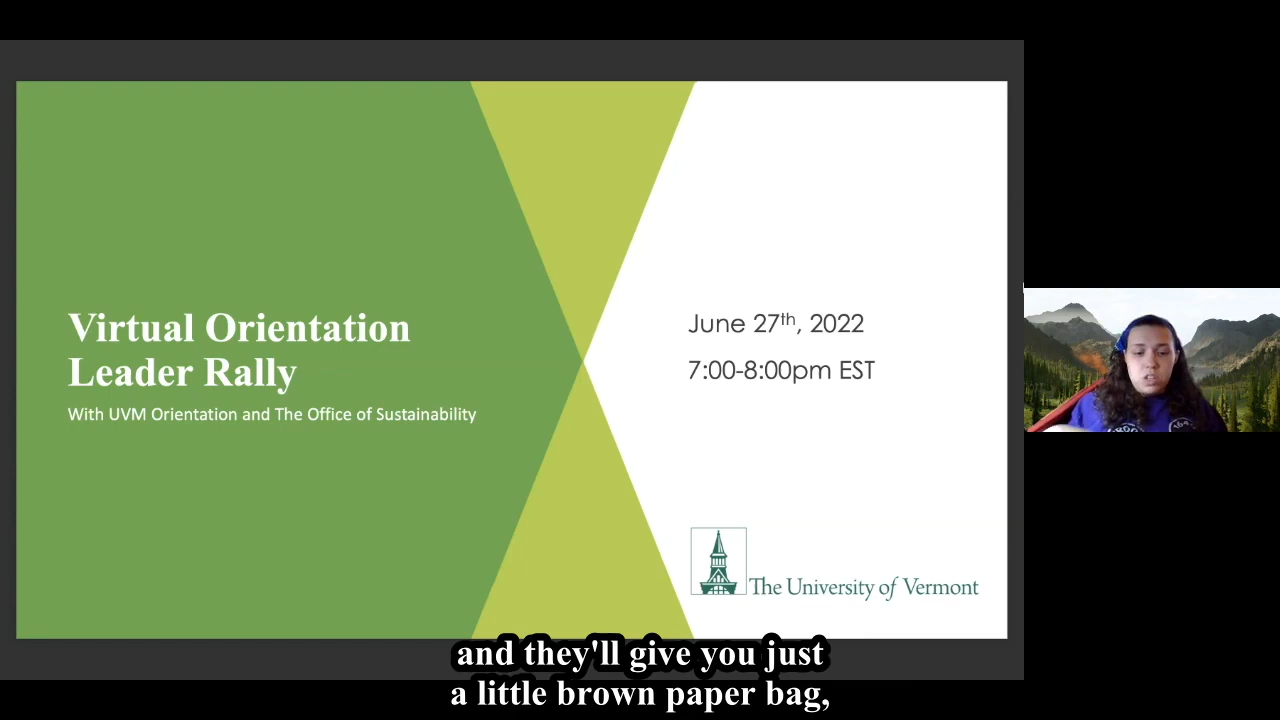 Virtual Orientation
Leader Rally
With UVM Orientation and The Office of Sustainability
June 27th, 2022
7:00-8:00pm EST
The University of Vermont
and they'll give you just
a little brown paper bag,